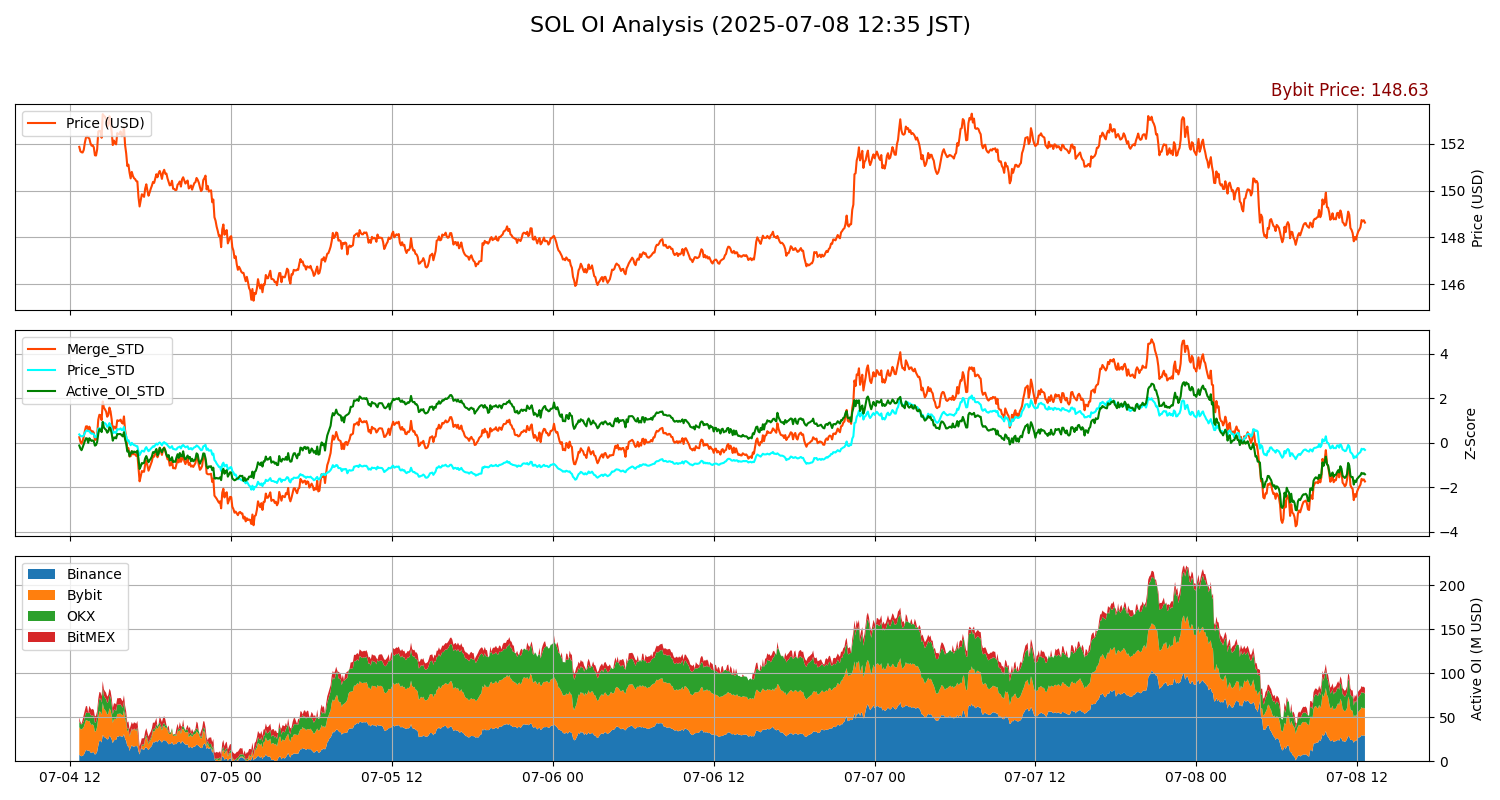 SOL OI Analysis (2025-07-08 12:35 JST)
Bybit Price: 148.63
Price (USD)
152
150
148
146
Price (USD)
Merge_STD
Price_STD
Active_OI_STD
4
2
0
−2
−4
Z-Score
Binance
Bybit
OKX
BitMEX
200
150
100
50
0
Active OI (M USD)
07-04 12
07-05 00
07-05 12
07-06 00
07-06 12
07-07 00
07-07 12
07-08 00
07-08 12